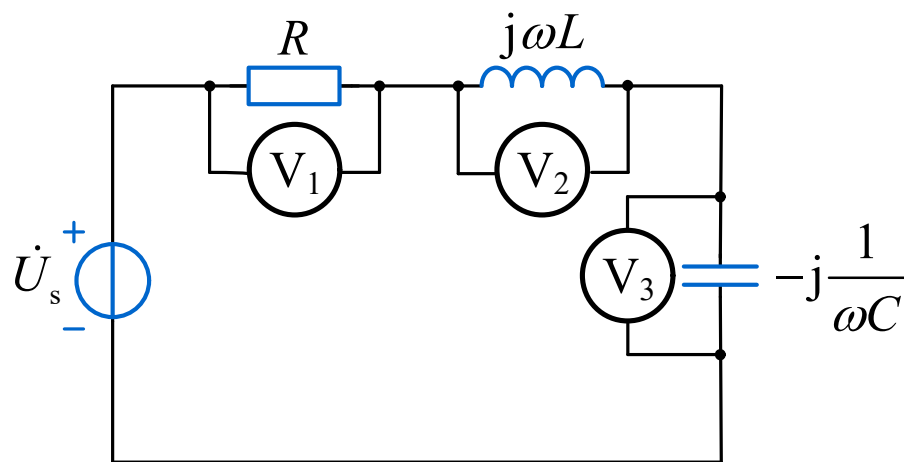 R
jωL
V₁
V₂
+
U̇ₛ
−
V₃
−j 1/ωC